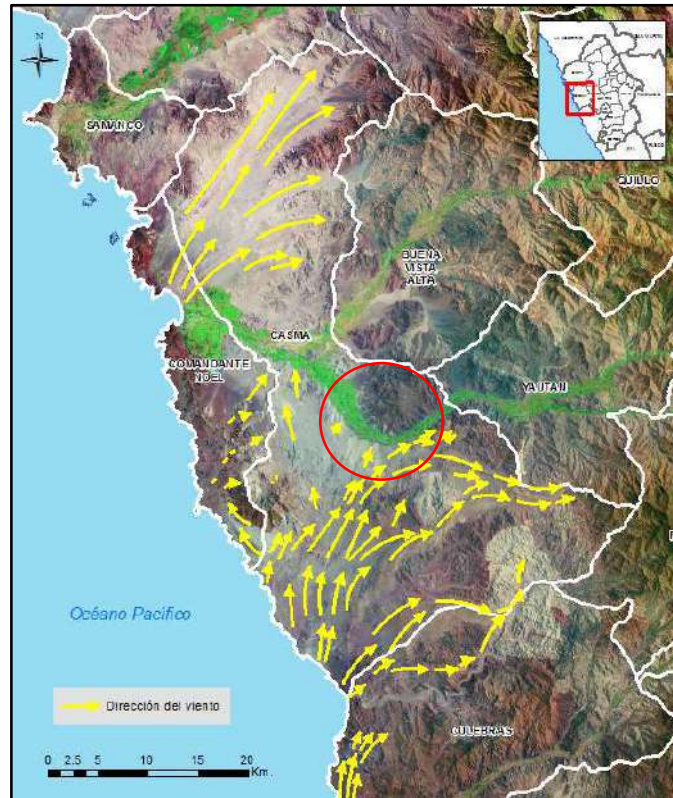 N
SAMANCO
QUILLO
BUENA
VISTA
ALTA
CASMA
COMANDANTE
NOEL
YAUTAN
Océano Pacífico
Dirección del viento
CULEBRAS
0 2.5 5 10 15 20
Km.